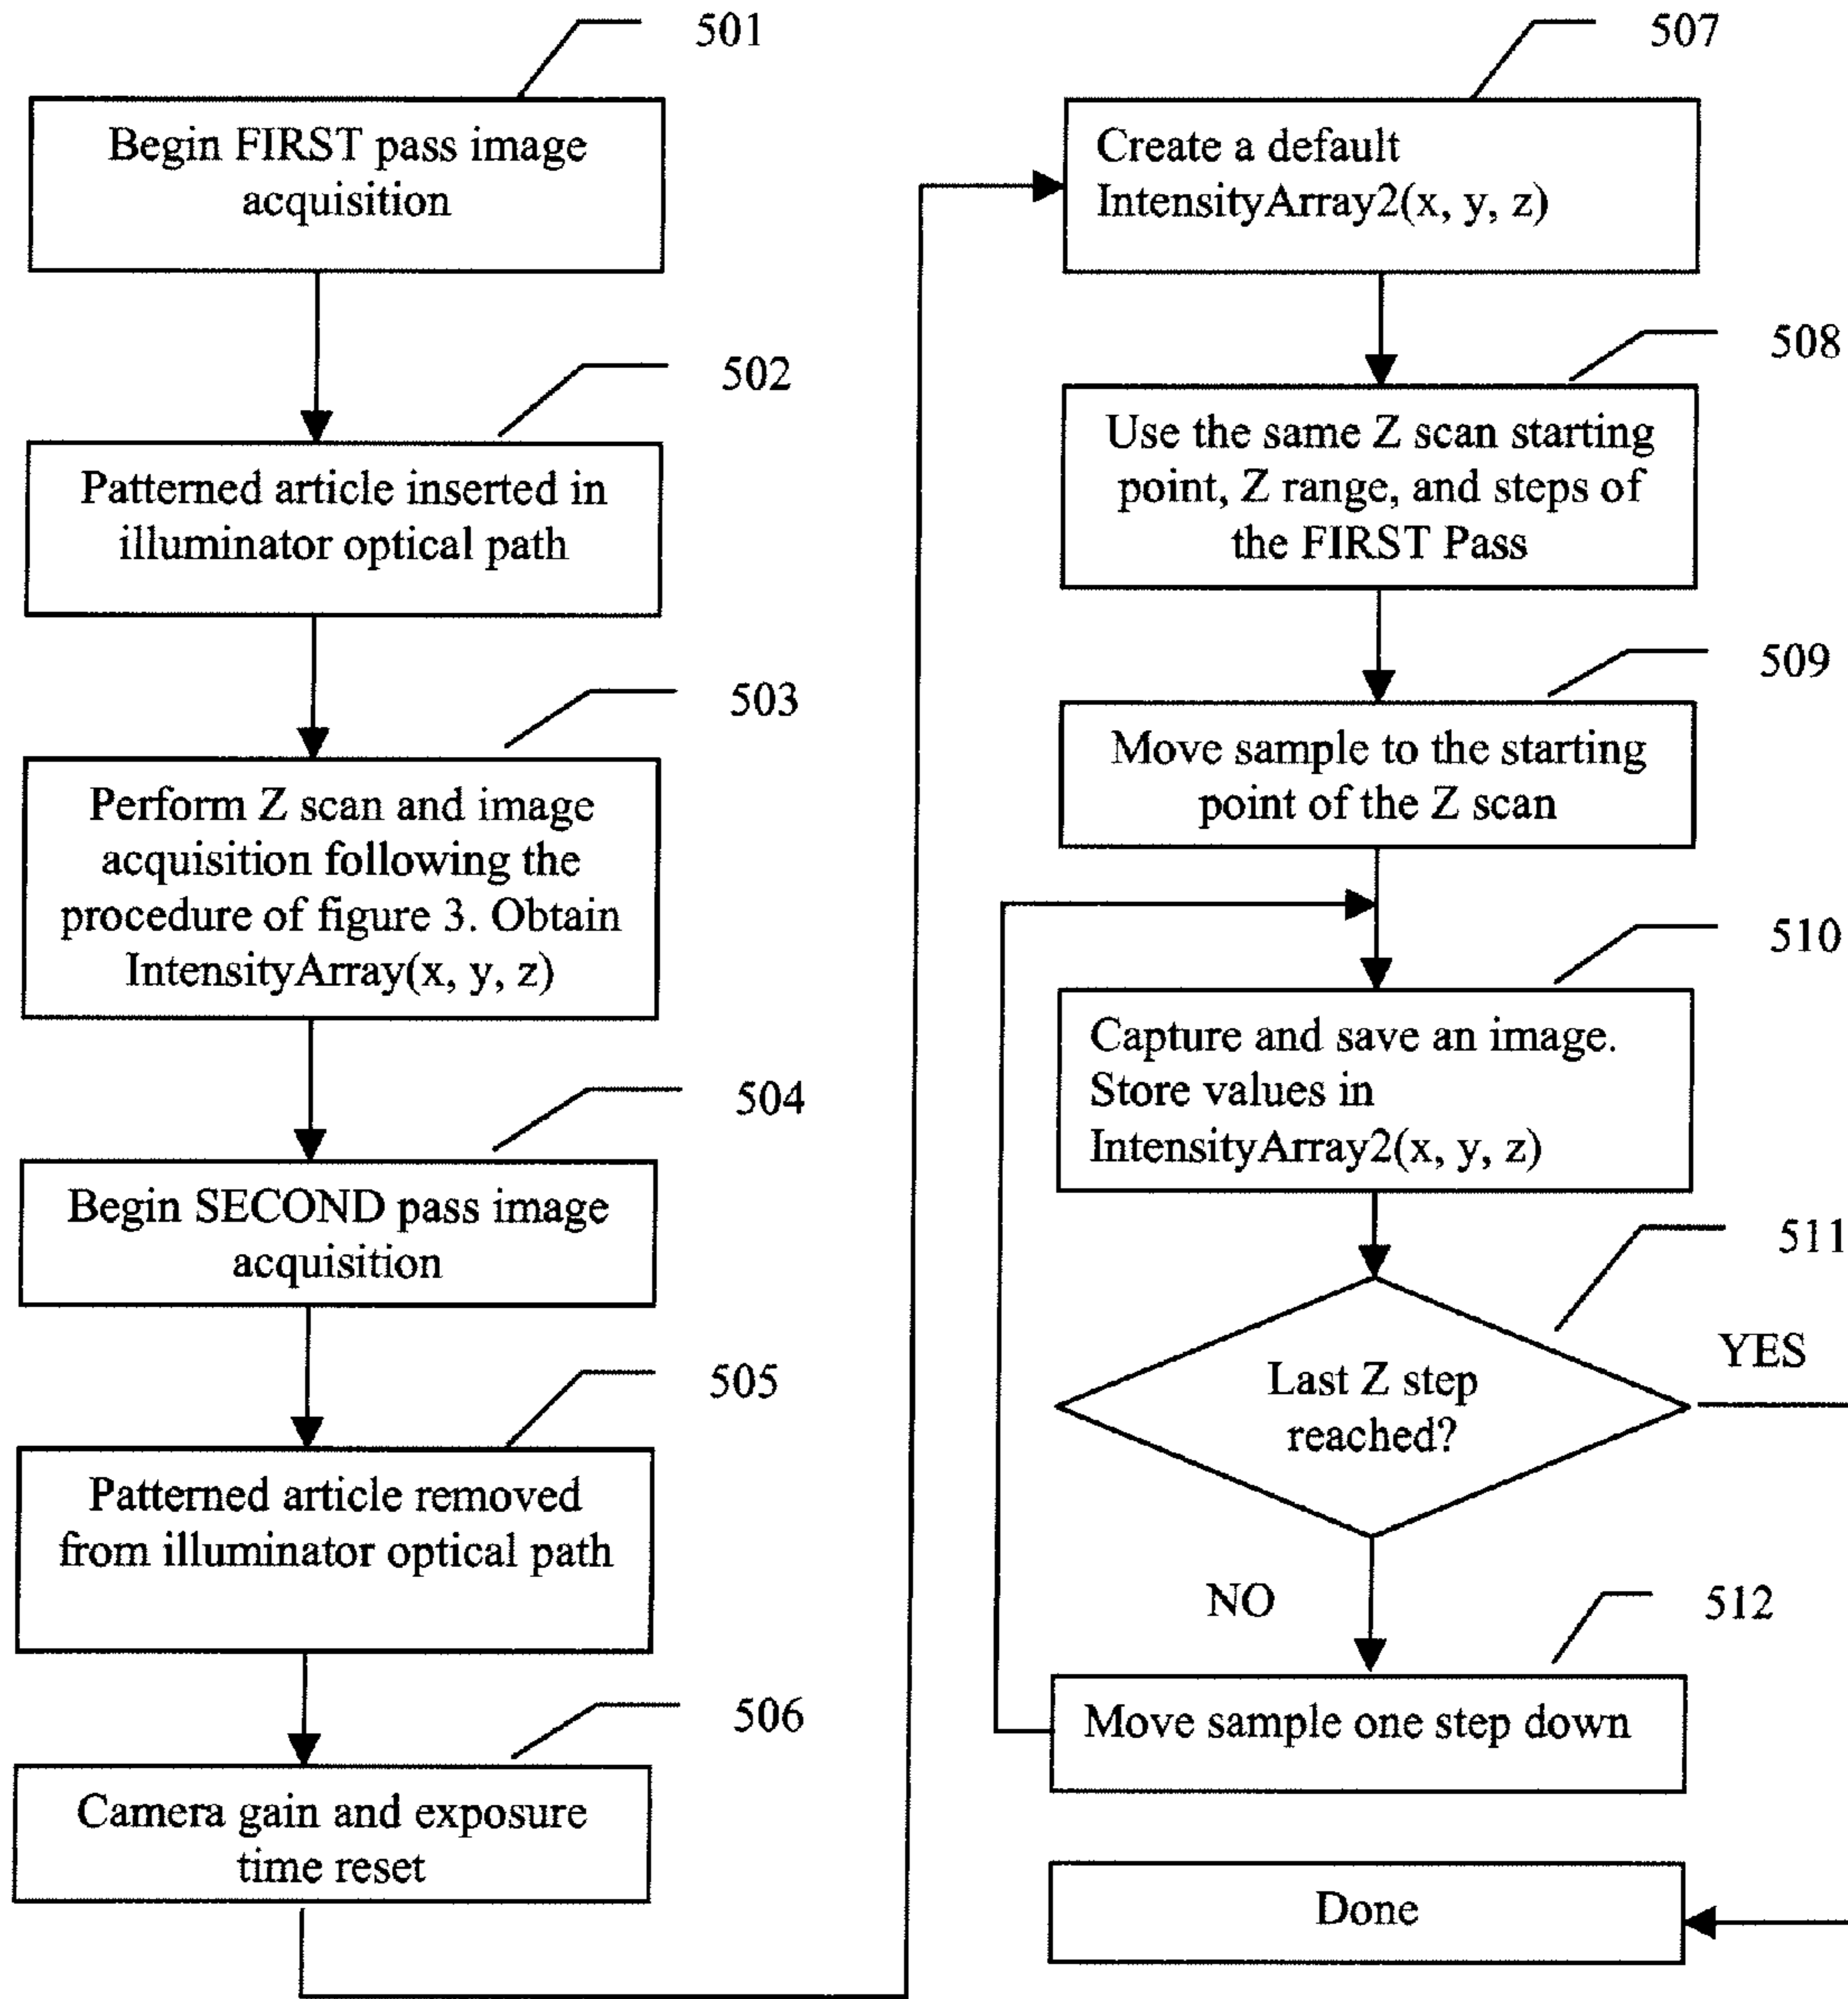 501
Begin FIRST pass image
acquisition
502
Patterned article inserted in
illuminator optical path
503
Perform Z scan and image
acquisition following the
procedure of figure 3. Obtain
IntensityArray(x, y, z)
504
Begin SECOND pass image
acquisition
505
Patterned article removed
from illuminator optical path
506
Camera gain and exposure
time reset
507
Create a default
IntensityArray2(x, y, z)
508
Use the same Z scan starting
point, Z range, and steps of
the FIRST Pass
509
Move sample to the starting
point of the Z scan
510
Capture and save an image.
Store values in
IntensityArray2(x, y, z)
511
Last Z step
reached?
YES
NO
512
Move sample one step down
Done